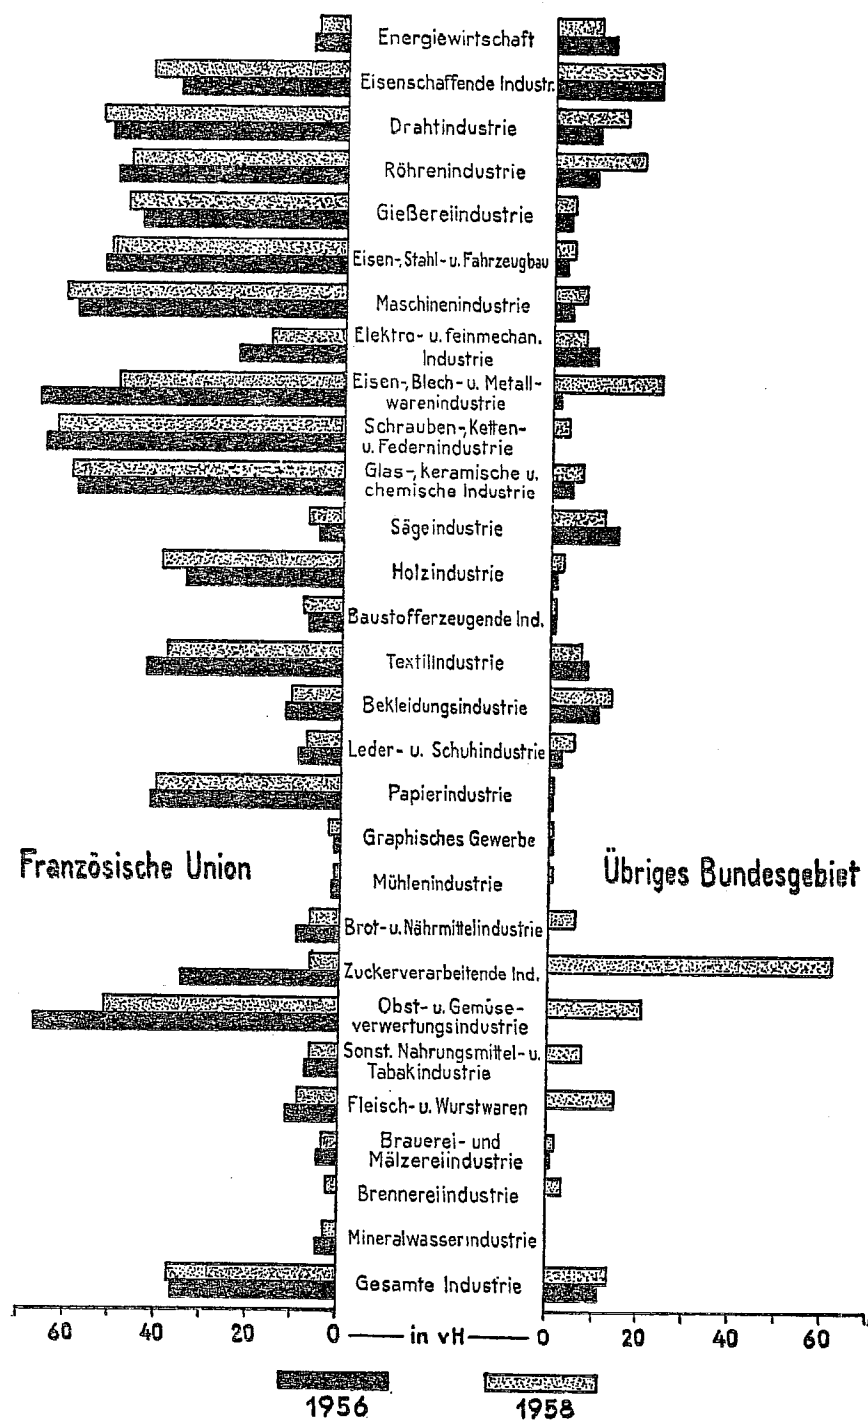 Energiewirtschaft
Eisenschaffende Industr.
Drahtindustrie
Röhrenindustrie
Gießereiindustrie
Eisen-, Stahl- u. Fahrzeugbau
Maschinenindustrie
Elektro- u. feinmechan.
Industrie
Eisen-, Blech- u. Metall-
warenindustrie
Schrauben-, Ketten-
u. Federnindustrie
Glas-, keramische u.
chemische Industrie
Sägeindustrie
Holzindustrie
Baustofferzeugende Ind.
Textilindustrie
Bekleidungsindustrie
Leder- u. Schuhindustrie
Papierindustrie
Graphisches Gewerbe
Französische Union
Übriges Bundesgebiet
Mühlenindustrie
Brot- u. Nährmittelindustrie
Zuckerverarbeitende Ind.
Obst- u. Gemüse-
verwertungsindustrie
Sonst. Nahrungsmittel- u.
Tabakindustrie
Fleisch- u. Wurstwaren
Brauerei- und
Mälzereiindustrie
Brennereiindustrie
Mineralwasserindustrie
Gesamte Industrie
60 40 20 0 in vH 0 20 40 60
1956 1958